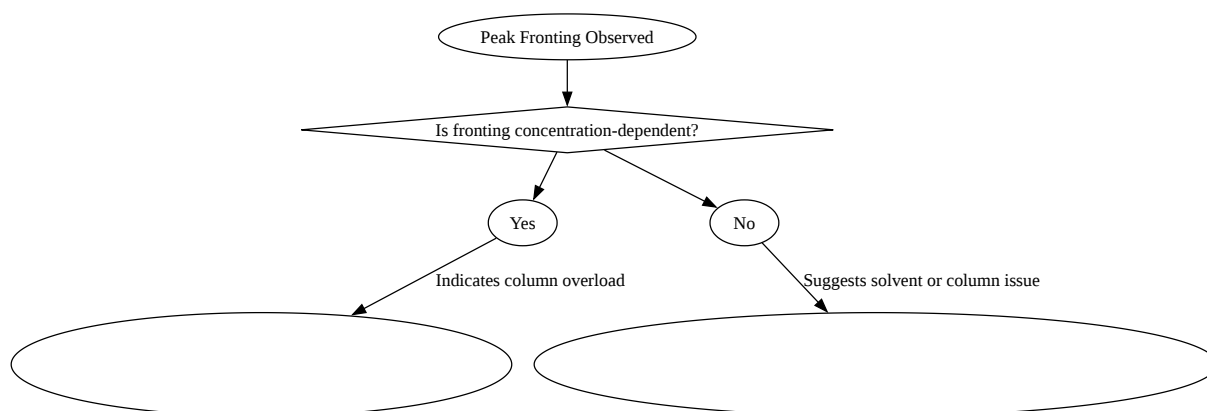 Peak Fronting Observed
Is fronting concentration-dependent?
Yes
No
Indicates column overload
Suggests solvent or column issue